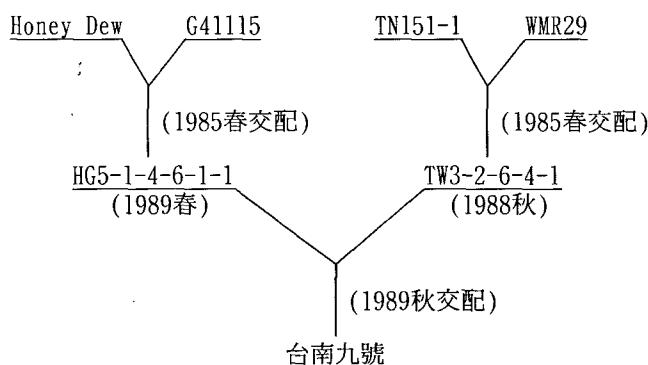 Honey Dew G41115 TN151-1 WMR29
(1985春交配) (1985春交配)
HG5-1-4-6-1-1 TW3-2-6-4-1
(1989春) (1988秋)
(1989秋交配)
台南九號